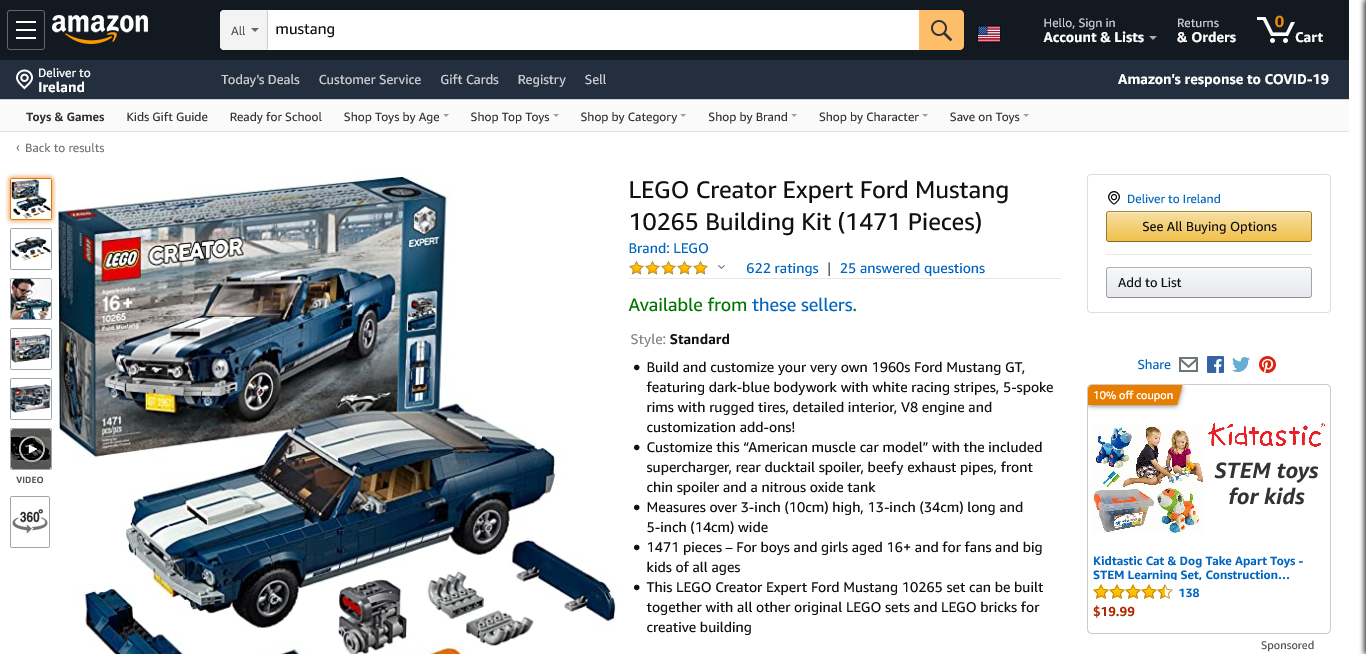 amazon
All
mustang
Hello, Sign in
Account & Lists
Returns
& Orders
0
Cart
Deliver to
Ireland
Today's Deals
Customer Service
Gift Cards
Registry
Sell
Amazon's response to COVID-19
Toys & Games
Kids Gift Guide
Ready for School
Shop Toys by Age
Shop Top Toys
Shop by Category
Shop by Brand
Shop by Character
Save on Toys
‹ Back to results
VIDEO
360°
LEGO
CREATOR
EXPERT
Ages/edades
16+
10265
Ford Mustang
1471
pcs/pzs
LEGO Creator Expert Ford Mustang
10265 Building Kit (1471 Pieces)
Brand: LEGO
622 ratings | 25 answered questions
Available from these sellers.
Style: Standard
• Build and customize your very own 1960s Ford Mustang GT,
featuring dark-blue bodywork with white racing stripes, 5-spoke
rims with rugged tires, detailed interior, V8 engine and
customization add-ons!
• Customize this “American muscle car model” with the included
supercharger, rear ducktail spoiler, beefy exhaust pipes, front
chin spoiler and a nitrous oxide tank
• Measures over 3-inch (10cm) high, 13-inch (34cm) long and
5-inch (14cm) wide
• 1471 pieces – For boys and girls aged 16+ and for fans and big
kids of all ages
• This LEGO Creator Expert Ford Mustang 10265 set can be built
together with all other original LEGO sets and LEGO bricks for
creative building
Deliver to Ireland
See All Buying Options
Add to List
Share
10% off coupon
Kidtastic
STEM toys
for kids
Kidtastic Cat & Dog Take Apart Toys -
STEM Learning Set, Construction...
138
$19.99
Sponsored